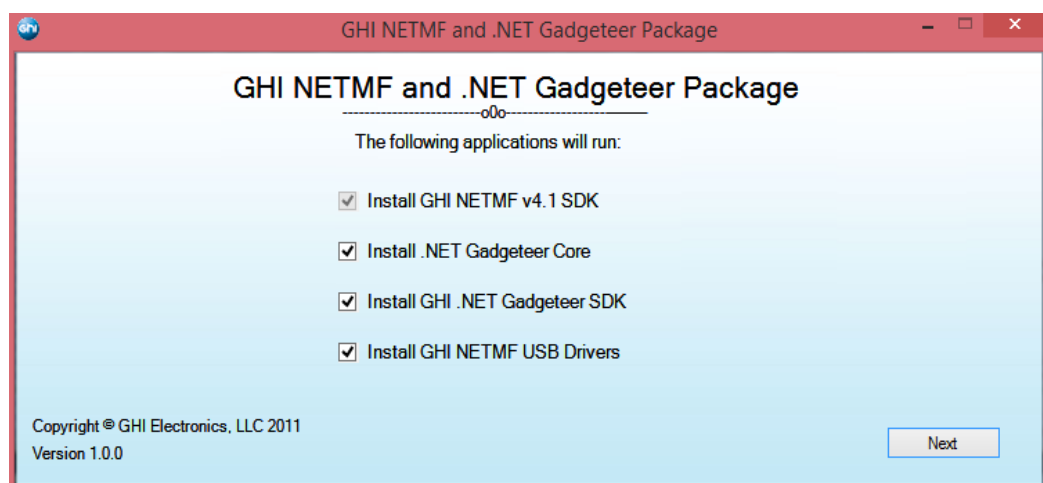 GHI
GHI NETMF and .NET Gadgeteer Package
GHI NETMF and .NET Gadgeteer Package
-------------------------o0o-------------------------
The following applications will run:
Install GHI NETMF v4.1 SDK
Install .NET Gadgeteer Core
Install GHI .NET Gadgeteer SDK
Install GHI NETMF USB Drivers
Copyright © GHI Electronics, LLC 2011
Version 1.0.0
Next